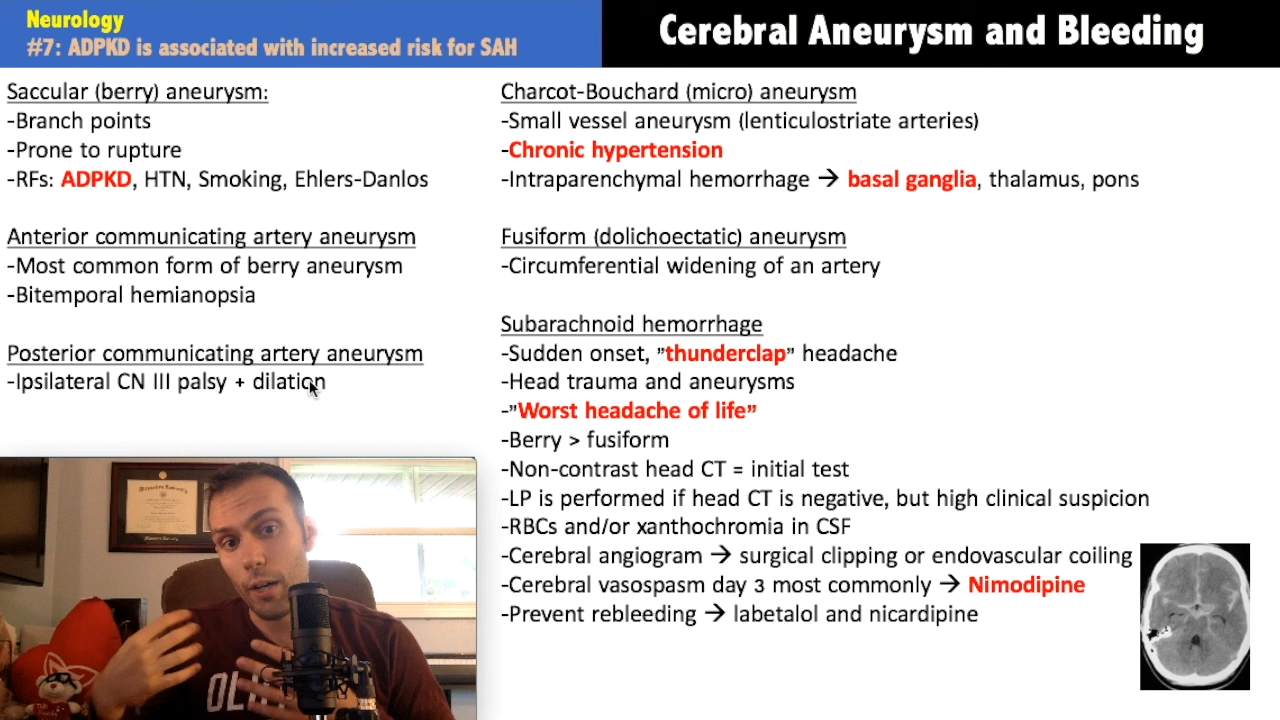 Neurology
#7: ADPKD is associated with increased risk for SAH
Cerebral Aneurysm and Bleeding
Saccular (berry) aneurysm:
-Branch points
-Prone to rupture
-RFs: ADPKD, HTN, Smoking, Ehlers-Danlos
Anterior communicating artery aneurysm
-Most common form of berry aneurysm
-Bitemporal hemianopsia
Posterior communicating artery aneurysm
-Ipsilateral CN III palsy + dilation
Charcot-Bouchard (micro) aneurysm
-Small vessel aneurysm (lenticulostriate arteries)
-Chronic hypertension
-Intraparenchymal hemorrhage → basal ganglia, thalamus, pons
Fusiform (dolichoectatic) aneurysm
-Circumferential widening of an artery
Subarachnoid hemorrhage
-Sudden onset, ”thunderclap” headache
-Head trauma and aneurysms
-”Worst headache of life”
-Berry > fusiform
-Non-contrast head CT = initial test
-LP is performed if head CT is negative, but high clinical suspicion
-RBCs and/or xanthochromia in CSF
-Cerebral angiogram → surgical clipping or endovascular coiling
-Cerebral vasospasm day 3 most commonly → Nimodipine
-Prevent rebleeding → labetalol and nicardipine